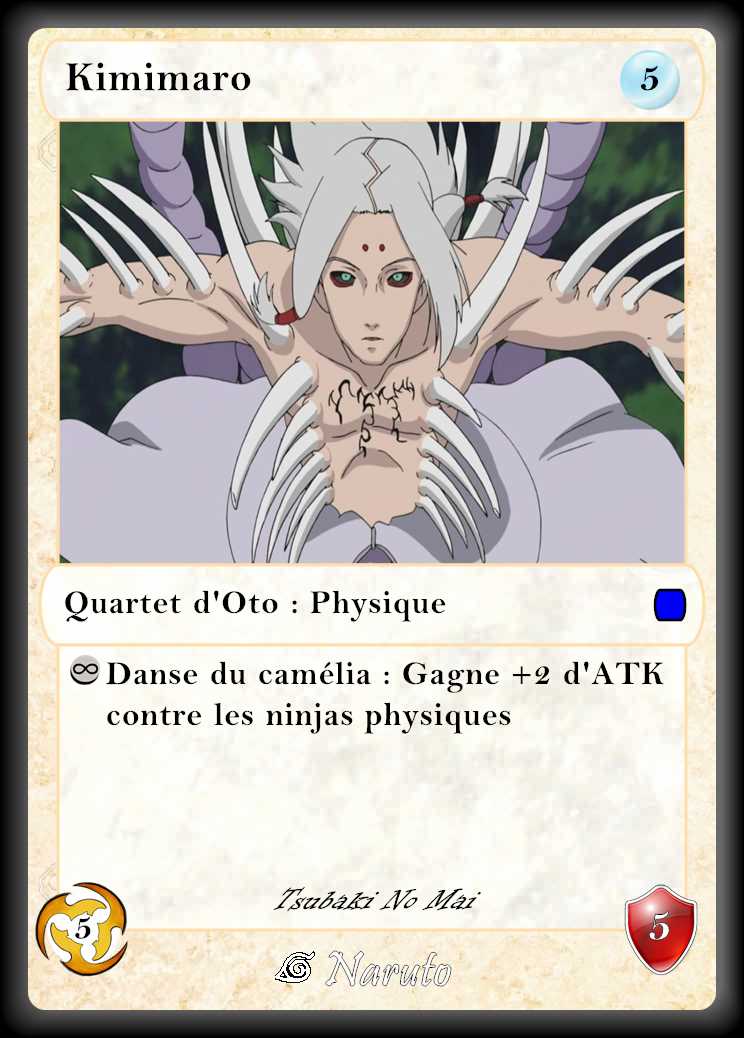 Kimimaro
5
Quartet d'Oto : Physique
∞ Danse du camélia : Gagne +2 d'ATK
contre les ninjas physiques
Tsubaki No Mai
5
5
Naruto